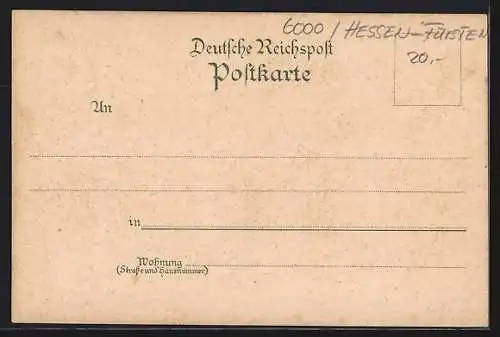 6000 / HESSEN-FÜRSTEN
20,-
Deutsche Reichspost
Postkarte
An
in
Wohnung
(Straße und Hausnummer)